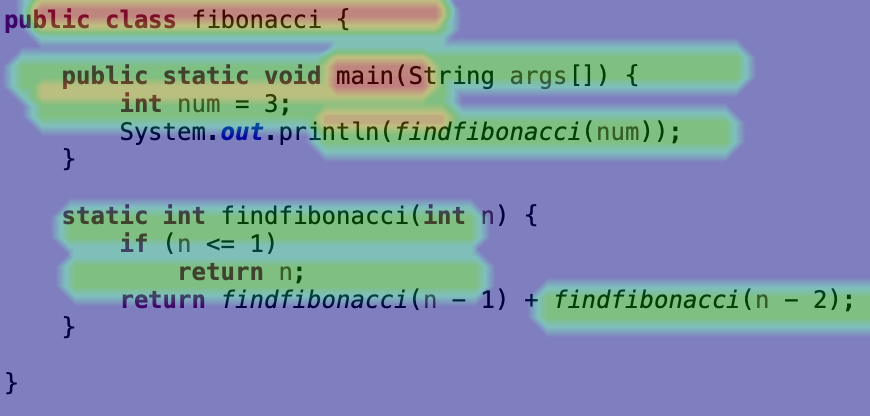 public class fibonacci {
    public static void main(String args[]) {
        int num = 3;
        System.out.println(findfibonacci(num));
    }
    static int findfibonacci(int n) {
        if (n <= 1)
            return n;
        return findfibonacci(n − 1) + findfibonacci(n − 2);
    }
}